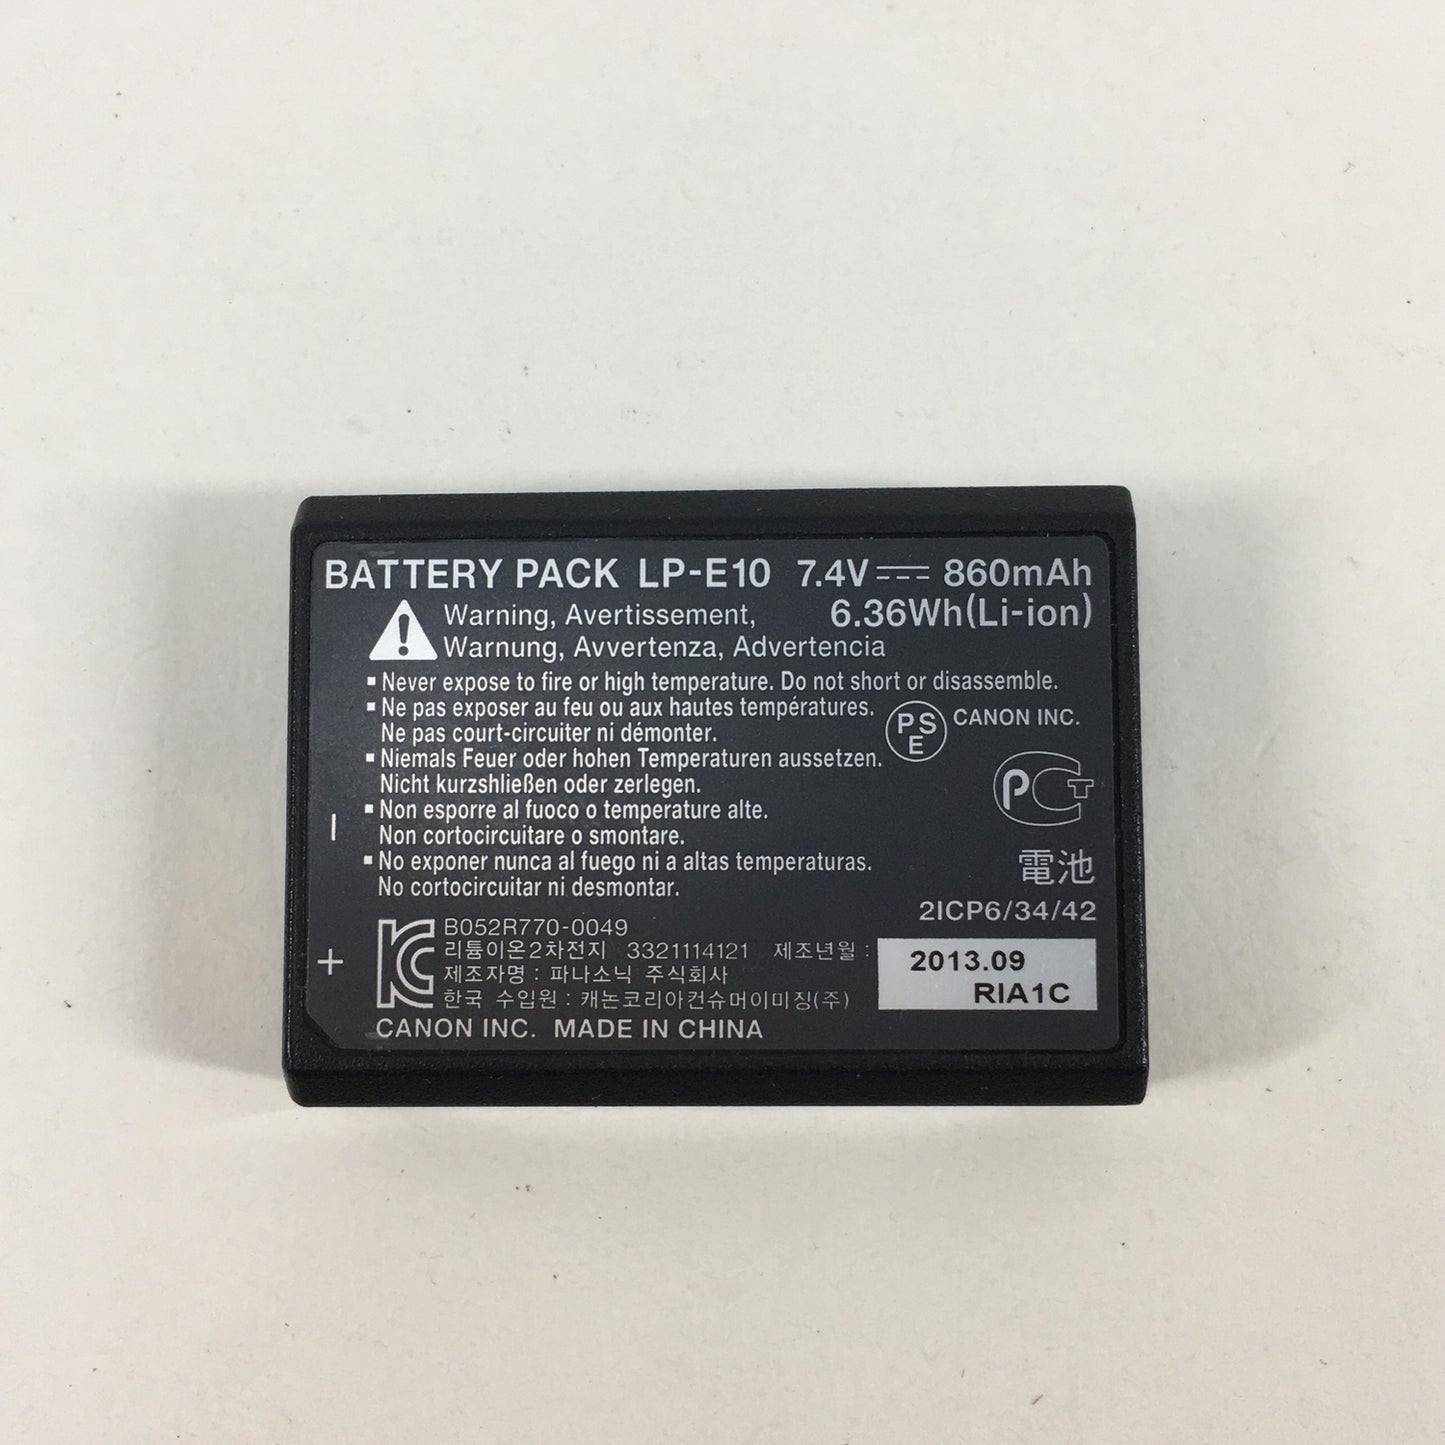 BATTERY PACK LP-E10 7.4V 860mAh
6.36Wh(Li-ion)
Warning, Avertissement,
Warnung, Avvertenza, Advertencia
▪ Never expose to fire or high temperature. Do not short or disassemble.
▪ Ne pas exposer au feu ou aux hautes températures.
Ne pas court-circuiter ni démonter.
PSE CANON INC.
▪ Niemals Feuer oder hohen Temperaturen aussetzen.
Nicht kurzshließen oder zerlegen.
PCT
▪ Non esporre al fuoco o temperature alte.
Non cortocircuitare o smontare.
▪ No exponer nunca al fuego ni a altas temperaturas.
No cortocircuitar ni desmontar.
電池
2ICP6/34/42
– 
+
KC B052R770-0049
리튬이온2차전지 3321114121 제조년월 :
제조자명 : 파나소닉 주식회사
한국 수입원 : 캐논코리아컨슈머이미징(주)
2013.09
RIA1C
CANON INC. MADE IN CHINA